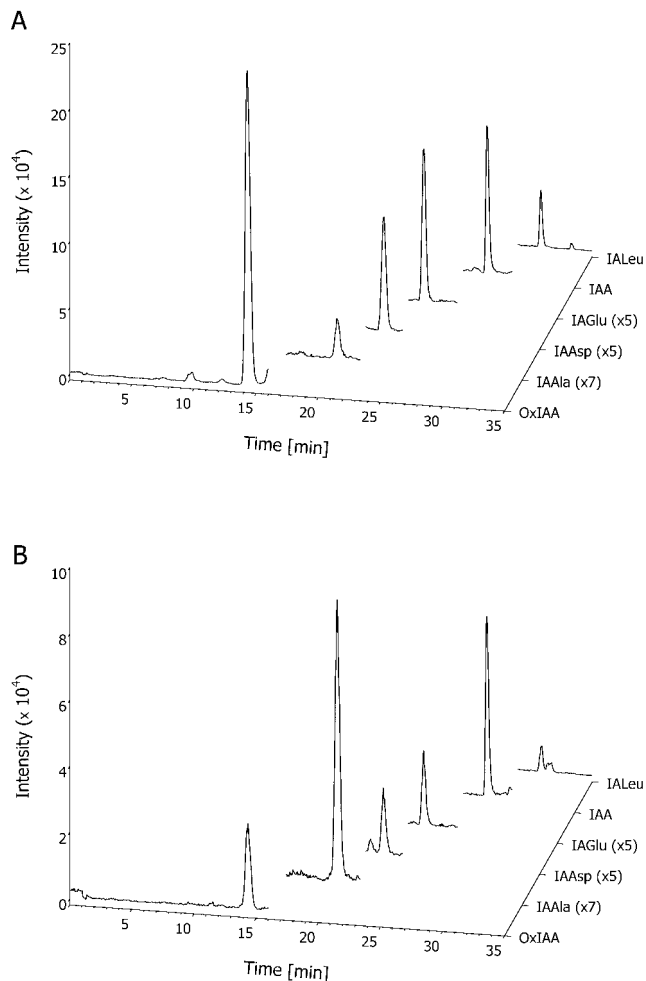 A
25
20
15
10
5
0
Intensity (x 10⁴)
5
10
15
20
25
30
35
Time [min]
IALeu
IAA
IAGlu (x5)
IAAsp (x5)
IAAla (x7)
OxIAA
B
10
8
6
4
2
0
Intensity (x 10⁴)
5
10
15
20
25
30
35
Time [min]
IALeu
IAA
IAGlu (x5)
IAAsp (x5)
IAAla (x7)
OxIAA